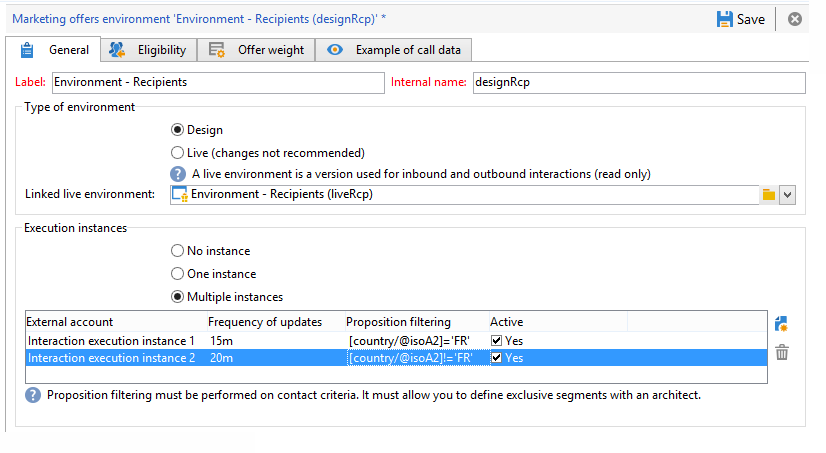 Marketing offers environment 'Environment - Recipients (designRcp)' * Save
General Eligibility Offer weight Example of call data
Label: Environment - Recipients Internal name: designRcp
Type of environment
Design
Live (changes not recommended)
? A live environment is a version used for inbound and outbound interactions (read only)
Linked live environment: Environment - Recipients (liveRcp)
Execution instances
No instance
One instance
Multiple instances
External account Frequency of updates Proposition filtering Active
Interaction execution instance 1 15m [country/@isoA2]='FR' Yes
Interaction execution instance 2 20m [country/@isoA2]!='FR' Yes
? Proposition filtering must be performed on contact criteria. It must allow you to define exclusive segments with an architect.